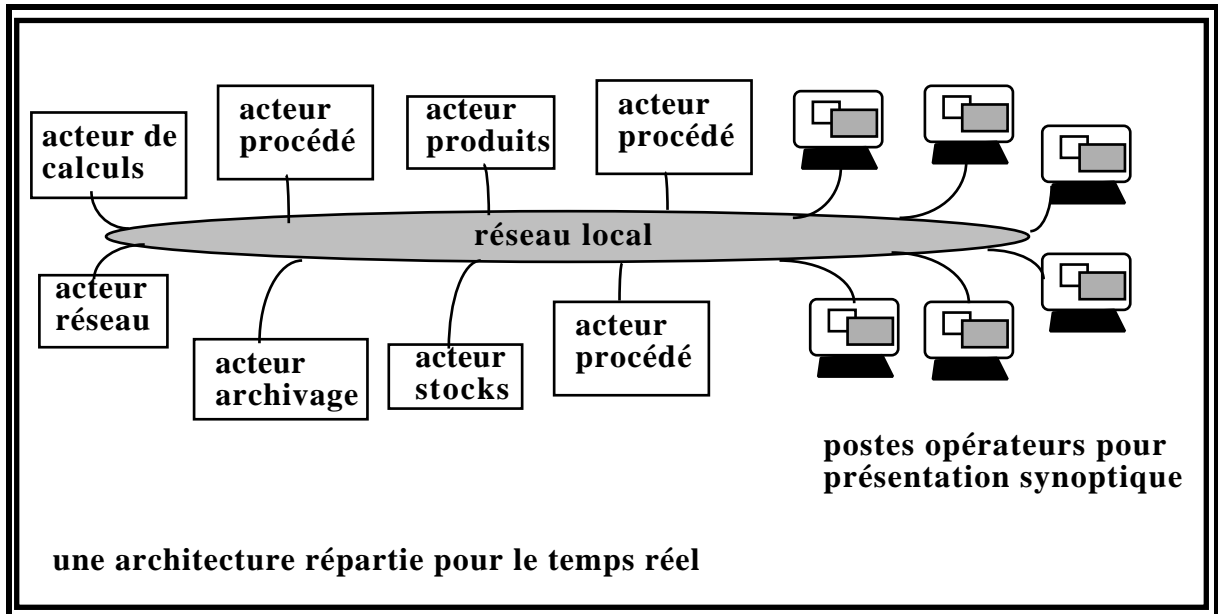 acteur de
calculs
acteur
procédé
acteur
produits
acteur
procédé
réseau local
acteur
réseau
acteur
archivage
acteur
stocks
acteur
procédé
postes opérateurs pour
présentation synoptique
une architecture répartie pour le temps réel